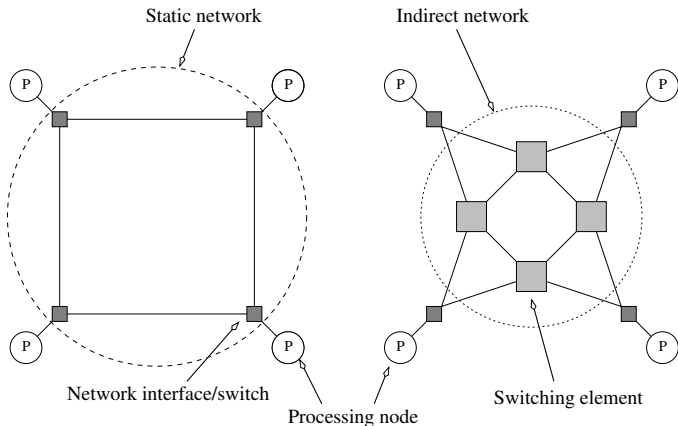 Static network
Indirect network
P
P
P
P
P
P
P
P
Network interface/switch
Switching element
Processing node